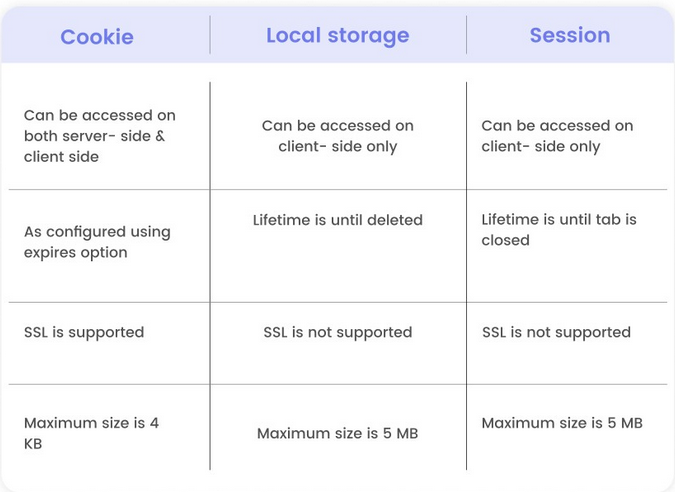 Cookie
Local storage
Session
Can be accessed on
both server- side &
client side
Can be accessed on
client- side only
Can be accessed on
client- side only
As configured using
expires option
Lifetime is until deleted
Lifetime is until tab is
closed
SSL is supported
SSL is not supported
SSL is not supported
Maximum size is 4
KB
Maximum size is 5 MB
Maximum size is 5 MB